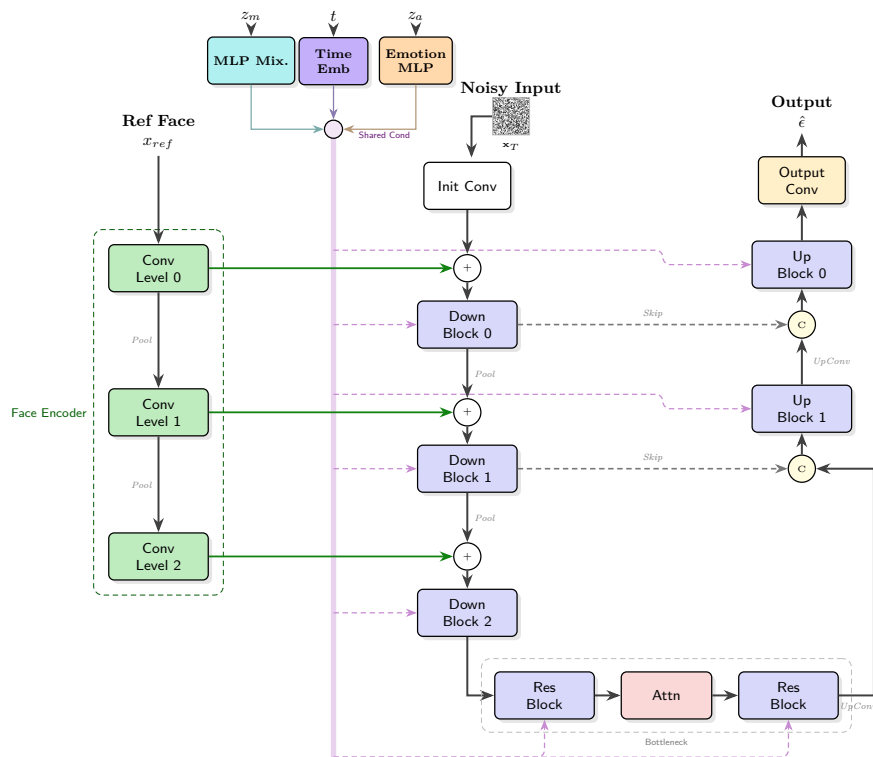 z_m
t
z_a
MLP Mix.
Time
Emb
Emotion
MLP
Shared Cond
Noisy Input
x_T
Ref Face
x_ref
Output
ϵ̂
Output
Conv
Init Conv
Conv
Level 0
+
Up
Block 0
Down
Block 0
Skip
C
Pool
Pool
UpConv
Face Encoder
Conv
Level 1
+
Up
Block 1
Down
Block 1
Skip
C
Pool
Pool
Conv
Level 2
+
Down
Block 2
Res
Block
Attn
Res
Block
UpConv
Bottleneck